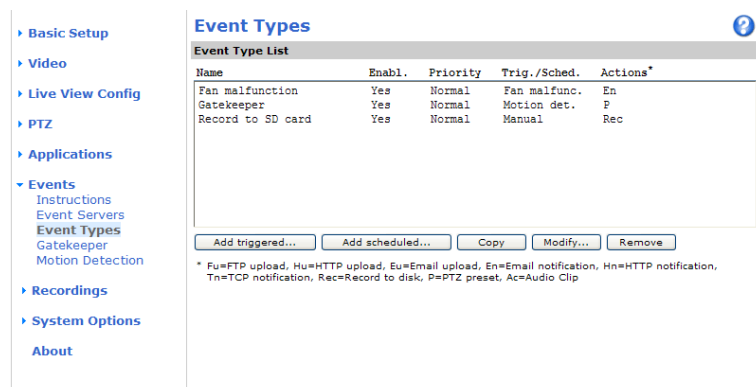 Basic Setup
Video
Live View Config
PTZ
Applications
Events
Instructions
Event Servers
Event Types
Gatekeeper
Motion Detection
Recordings
System Options
About
Event Types
?
Event Type List
Name Enabl. Priority Trig./Sched. Actions*
Fan malfunction Yes Normal Fan malfunc. En
Gatekeeper Yes Normal Motion det. P
Record to SD card Yes Normal Manual Rec
Add triggered... Add scheduled... Copy Modify... Remove
* Fu=FTP upload, Hu=HTTP upload, Eu=Email upload, En=Email notification, Hn=HTTP notification,
Tn=TCP notification, Rec=Record to disk, P=PTZ preset, Ac=Audio Clip